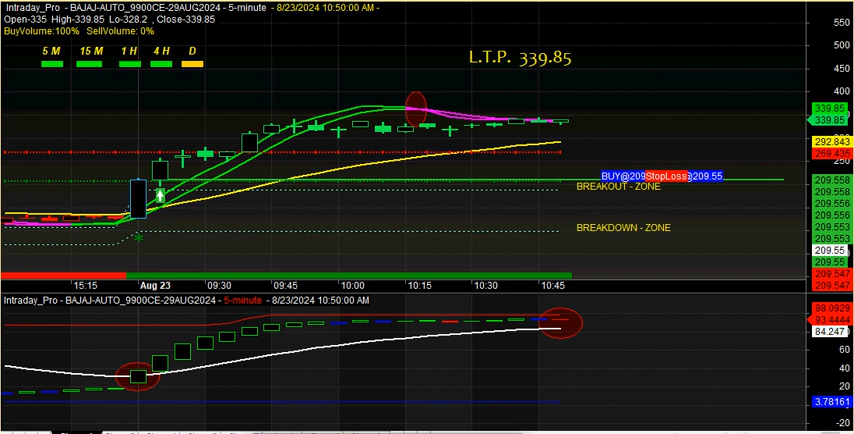 Intraday_Pro - BAJAJ-AUTO_9900CE-29AUG2024 - 5-minute - 8/23/2024 10:50:00 AM -
Open-335 High-339.85 Lo-328.2 , Close-339.85
BuyVolume:100% SellVolume: 0%
5 M 15 M 1 H 4 H D
L.T.P. 339.85
550
500
450
400
339.85
339.85
292.843
269.435
250
BUY@209 StopLoss@209.55
BREAKOUT - ZONE
BREAKDOWN - ZONE
209.558
209.558
209.556
209.556
209.553
209.553
209.55
209.55
209.547
209.547
15:15 Aug 23 09:30 09:45 10:00 10:15 10:30 10:45
Intraday_Pro - BAJAJ-AUTO_9900CE-29AUG2024 - 5-minute - 8/23/2024 10:50:00 AM
98.0929
93.4444
84.247
60
40
20
3.78161
-20